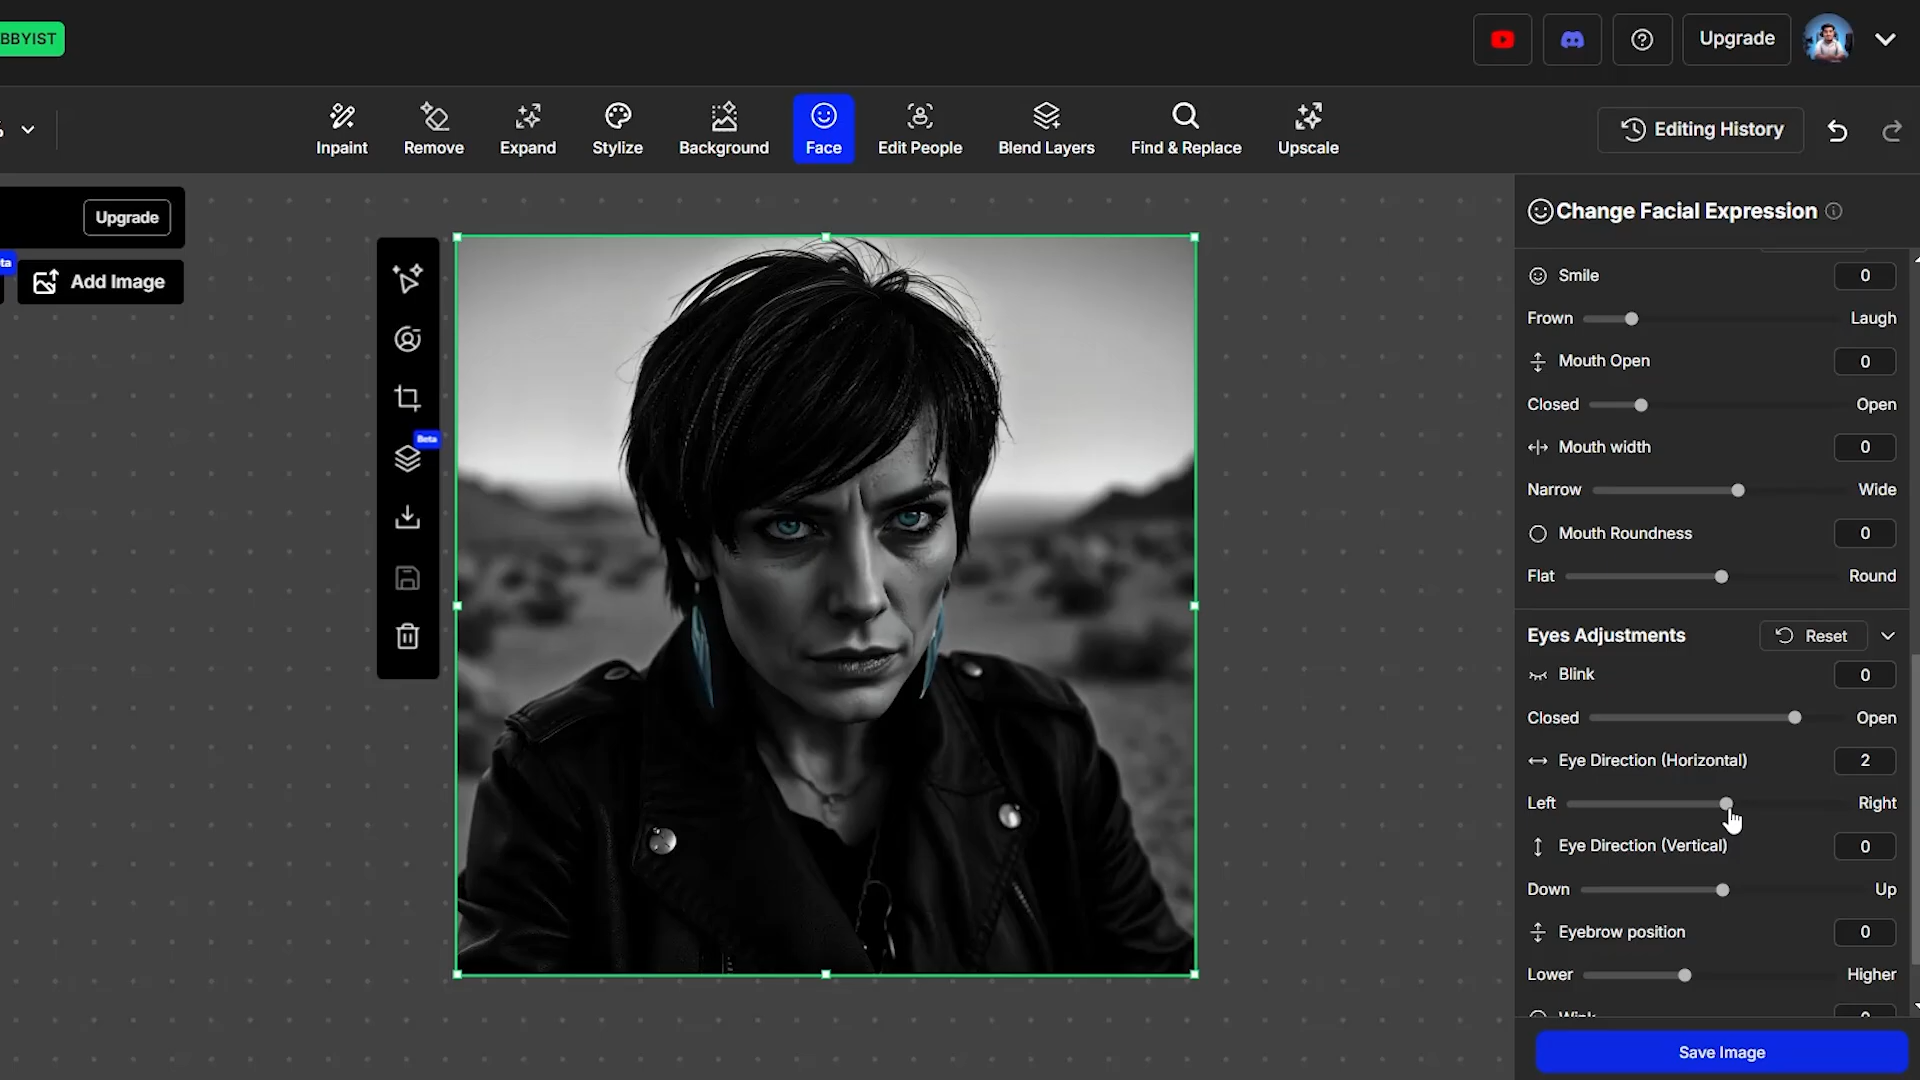 BBYIST
Upgrade
Inpaint
Remove
Expand
Stylize
Background
Face
Edit People
Blend Layers
Find & Replace
Upscale
Editing History
Upgrade
ta
Add Image
Beta
Change Facial Expression
Smile
0
Frown
Laugh
Mouth Open
0
Closed
Open
Mouth width
0
Narrow
Wide
Mouth Roundness
0
Flat
Round
Eyes Adjustments
Reset
Blink
0
Closed
Open
Eye Direction (Horizontal)
2
Left
Right
Eye Direction (Vertical)
0
Down
Up
Eyebrow position
0
Lower
Higher
Save Image